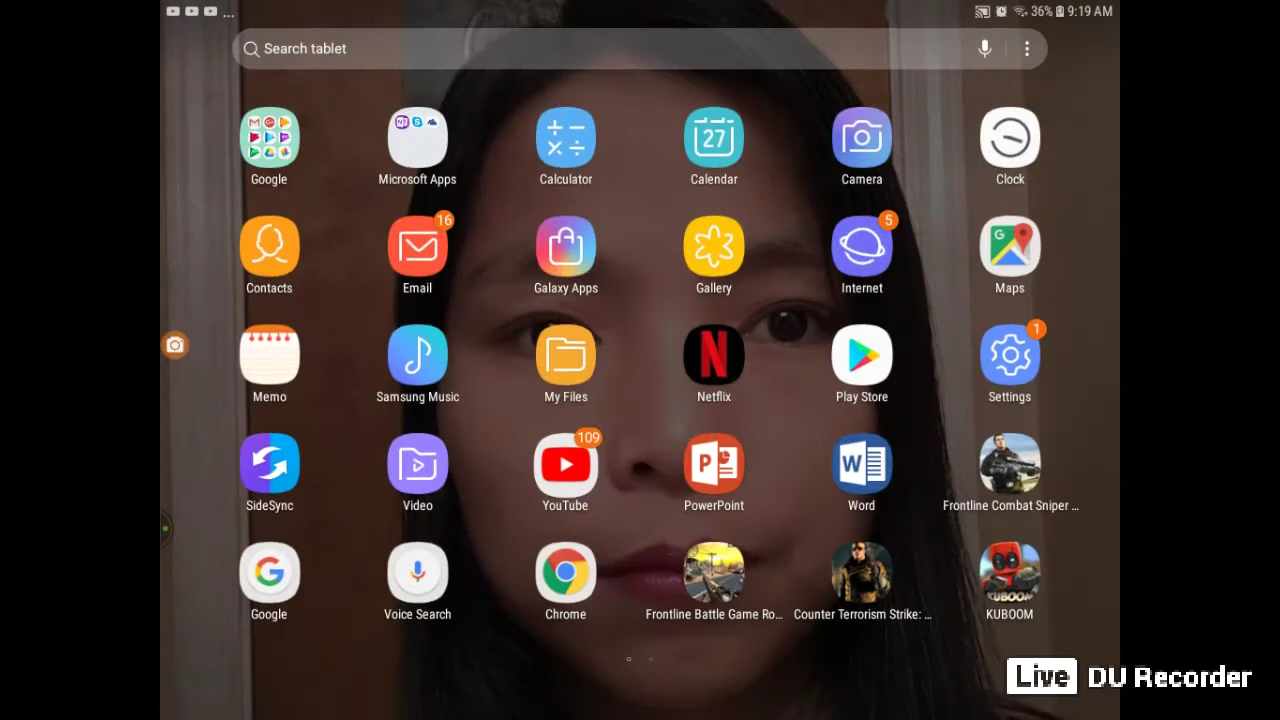 ... 36% 9:19 AM
Search tablet
27
Google Microsoft Apps Calculator Calendar Camera Clock
16 5
G
Contacts Email Galaxy Apps Gallery Internet Maps
1
N
Memo Samsung Music My Files Netflix Play Store Settings
109
P W
SideSync Video YouTube PowerPoint Word Frontline Combat Sniper ...
G KUBOOM
Google Voice Search Chrome Frontline Battle Game Ro... Counter Terrorism Strike: ... KUBOOM
Live DU Recorder